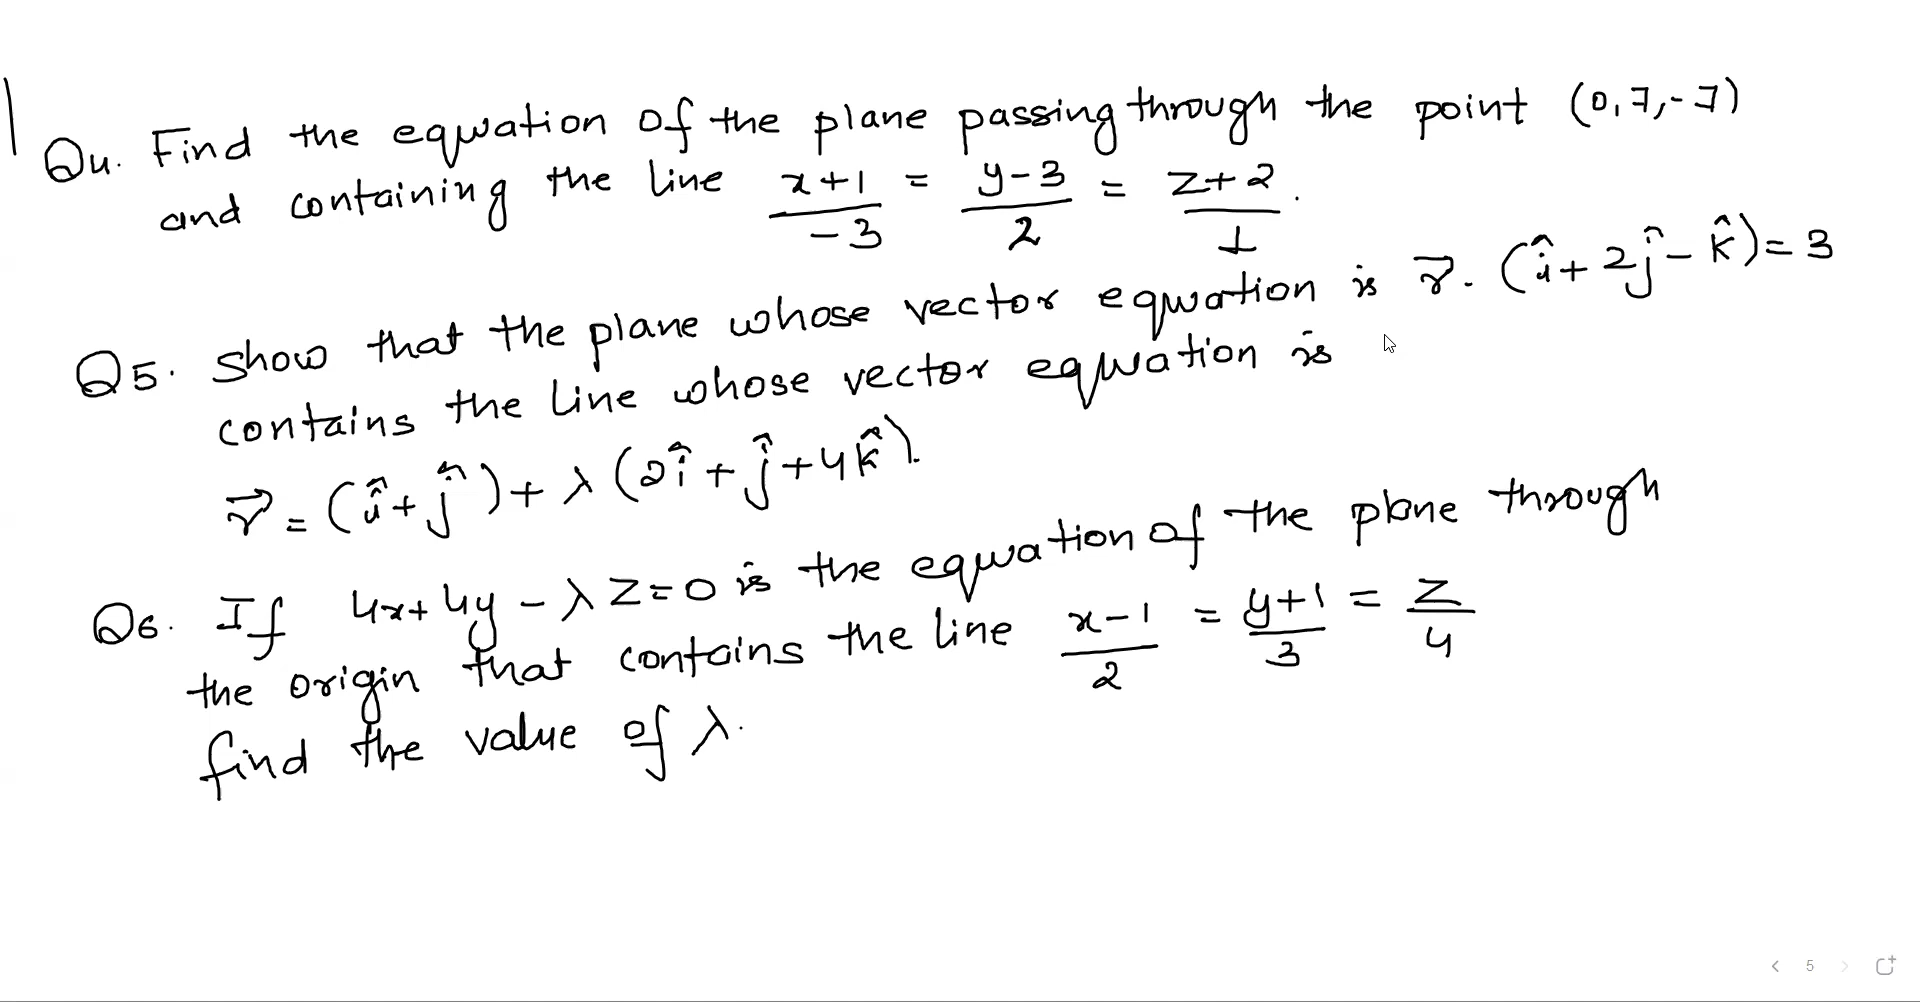 Q4. Find the equation of the plane passing through the point (0, 7, -7)
and containing the line (x+1)/-3 = (y-3)/2 = (z+2)/1.
Q5. Show that the plane whose vector equation is r⃗. (î + 2ĵ - k̂) = 3
contains the line whose vector equation is
r⃗ = (î + ĵ) + λ (2î + ĵ + 4k̂).
Q6. If 4x + 4y - λz = 0 is the equation of the plane through
the origin that contains the line (x-1)/2 = (y+1)/3 = z/4
find the value of λ.
5